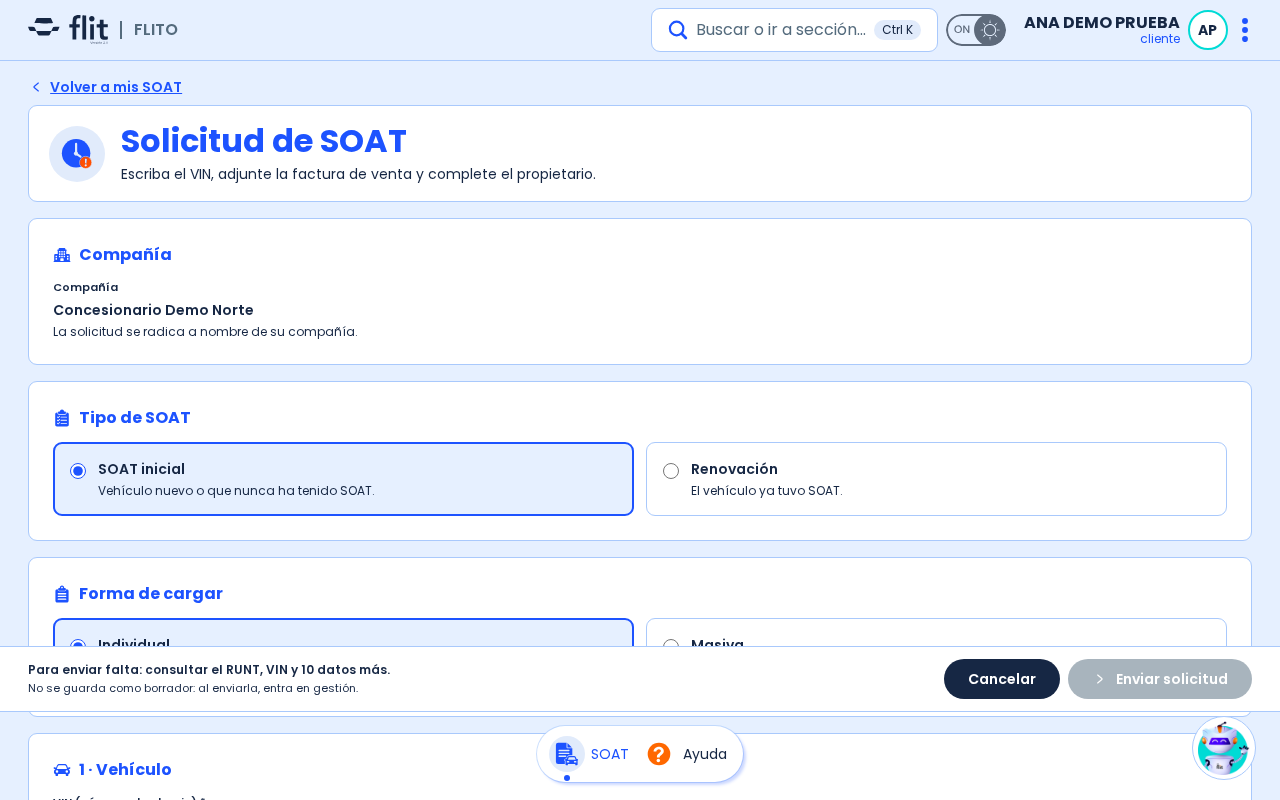 flit
FLITO
Buscar o ir a sección...
Ctrl K
ON
ANA DEMO PRUEBA
cliente
AP
Volver a mis SOAT
Solicitud de SOAT
Escriba el VIN, adjunte la factura de venta y complete el propietario.
Compañía
Compañía
Concesionario Demo Norte
La solicitud se radica a nombre de su compañía.
Tipo de SOAT
SOAT inicial
Vehículo nuevo o que nunca ha tenido SOAT.
Renovación
El vehículo ya tuvo SOAT.
Forma de cargar
Individual
Masiva
Para enviar falta: consultar el RUNT, VIN y 10 datos más.
No se guarda como borrador: al enviarla, entra en gestión.
Cancelar
Enviar solicitud
1 · Vehículo
SOAT
Ayuda